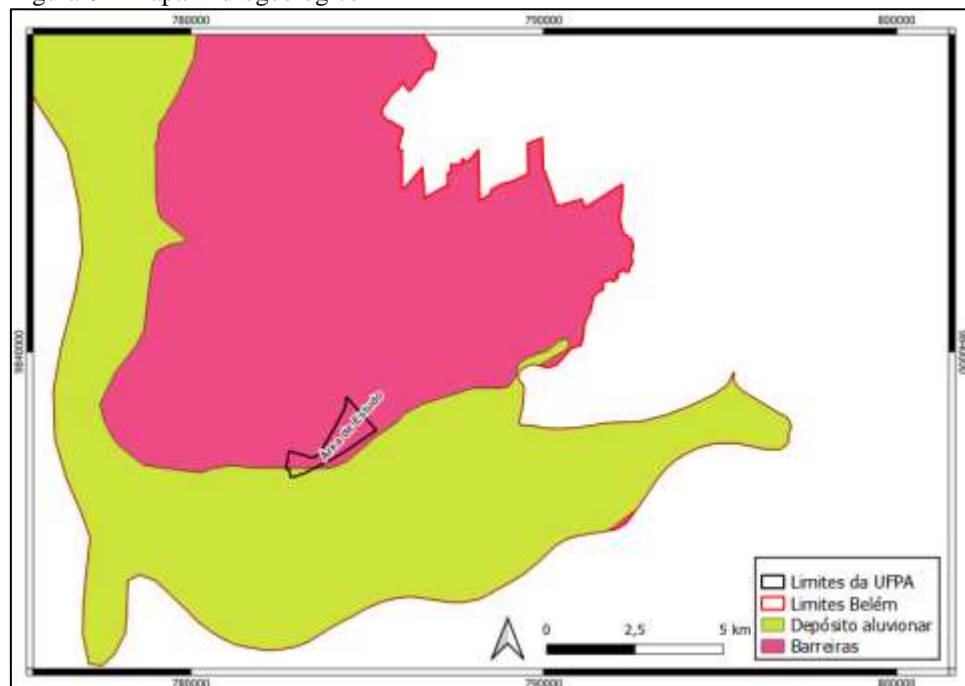 780000 790000 800000
9840000
9840000
Área de Estudo
Limites da UFPA
Limites Belém
Depósito aluvionar
Barreiras
0 2,5 5 km
780000 790000 800000